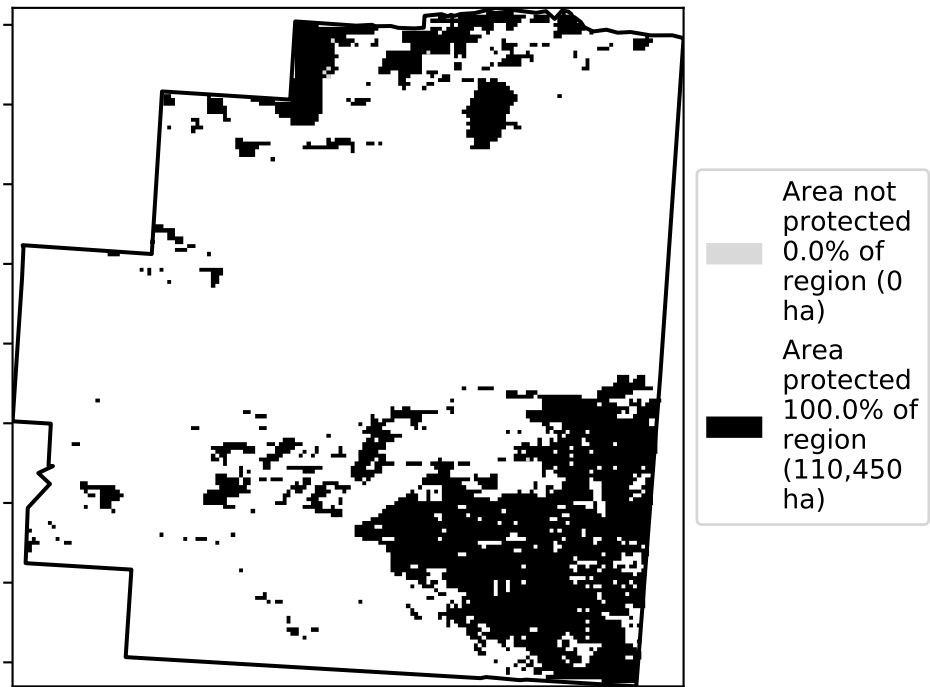 Area not
protected
0.0% of
region (0
ha)
Area
protected
100.0% of
region
(110,450
ha)